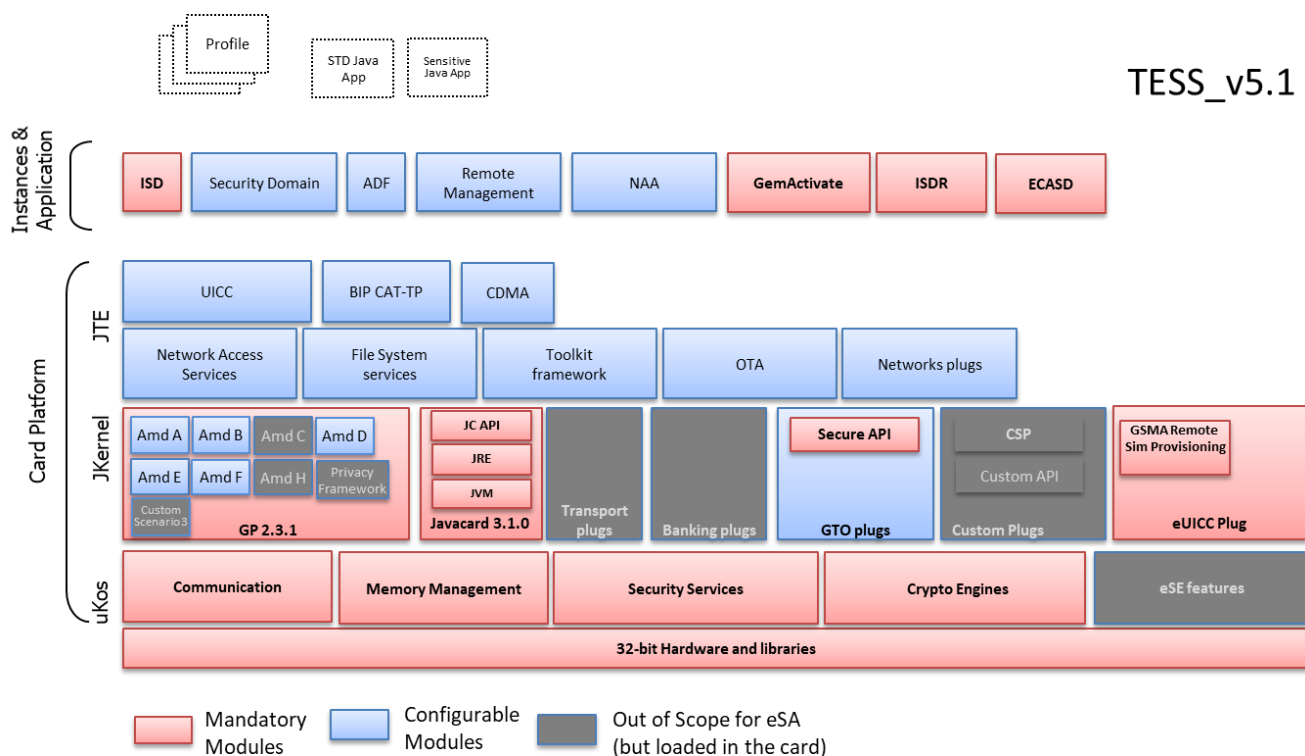 Profile
STD Java
App
Sensitive
Java App
TESS_v5.1
Instances &
Application
ISD
Security Domain
ADF
Remote
Management
NAA
GemActivate
ISDR
ECASD
Card Platform
JTE
UICC
BIP CAT-TP
CDMA
Network Access
Services
File System
services
Toolkit
framework
OTA
Networks plugs
JKernel
Amd A
Amd B
Amd C
Amd D
Amd E
Amd F
Amd H
Privacy
Framework
Custom
Scenario3
GP 2.3.1
JC API
JRE
JVM
Javacard 3.1.0
Transport
plugs
Banking plugs
Secure API
GTO plugs
CSP
Custom API
Custom Plugs
GSMA Remote
Sim Provisioning
eUICC Plug
uKos
Communication
Memory Management
Security Services
Crypto Engines
eSE features
32-bit Hardware and libraries
Mandatory
Modules
Configurable
Modules
Out of Scope for eSA
(but loaded in the card)